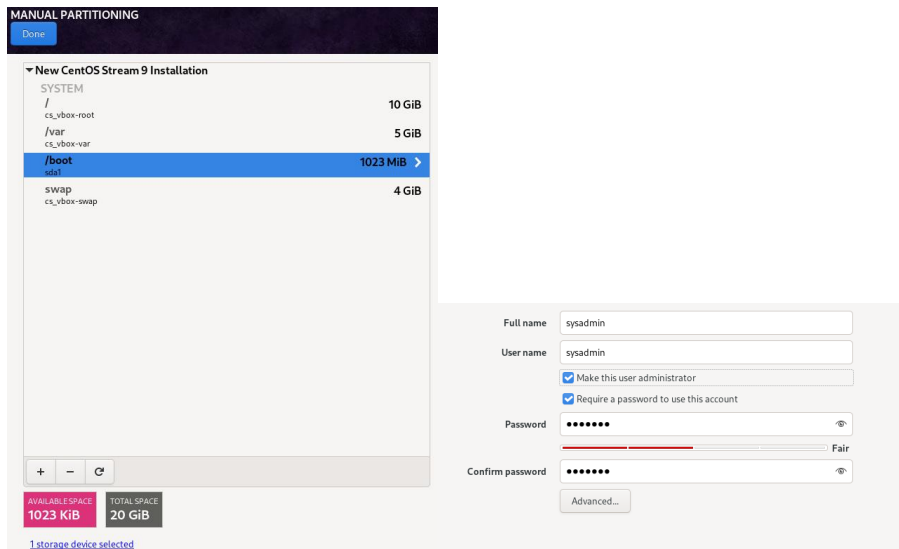 MANUAL PARTITIONING
Done
New CentOS Stream 9 Installation
SYSTEM
/ 10 GiB
cs_vbox-root
/var 5 GiB
cs_vbox-var
/boot 1023 MiB
sda1
swap 4 GiB
cs_vbox-swap
+ −
AVAILABLE SPACE
1023 KiB
TOTAL SPACE
20 GiB
1 storage device selected
Full name sysadmin
User name sysadmin
Make this user administrator
Require a password to use this account
Password •••••••
Fair
Confirm password •••••••
Advanced...